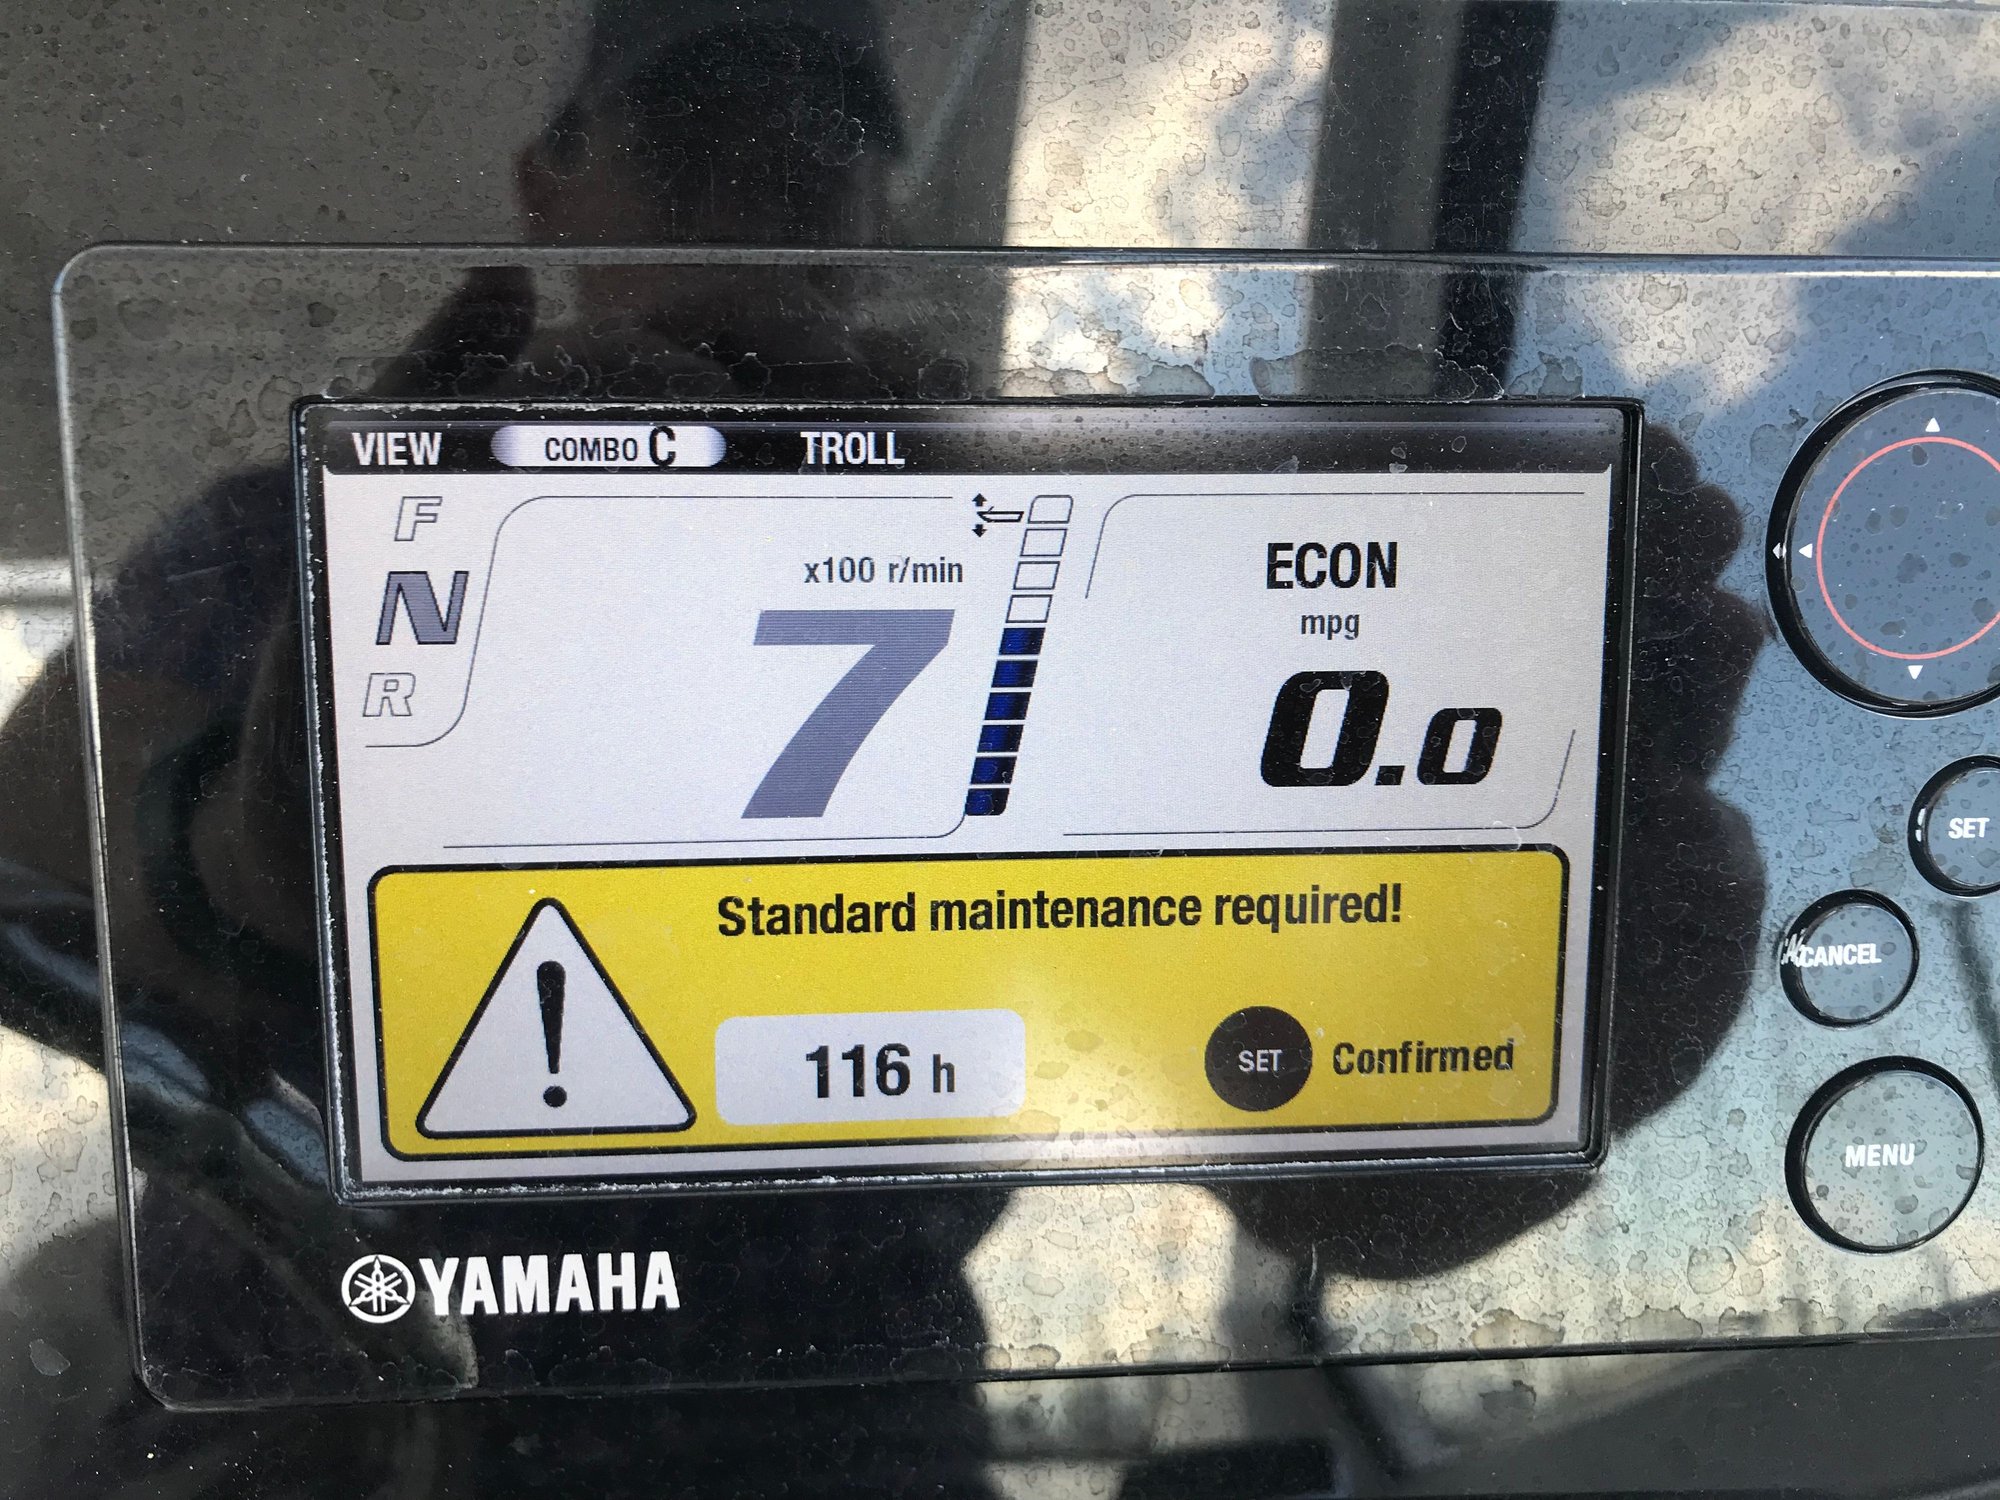 VIEW COMBO C TROLL
F
N
R
x100 r/min
7
ECON
mpg
0.0
Standard maintenance required!
116 h
SET Confirmed
SET
CANCEL
MENU
YAMAHA